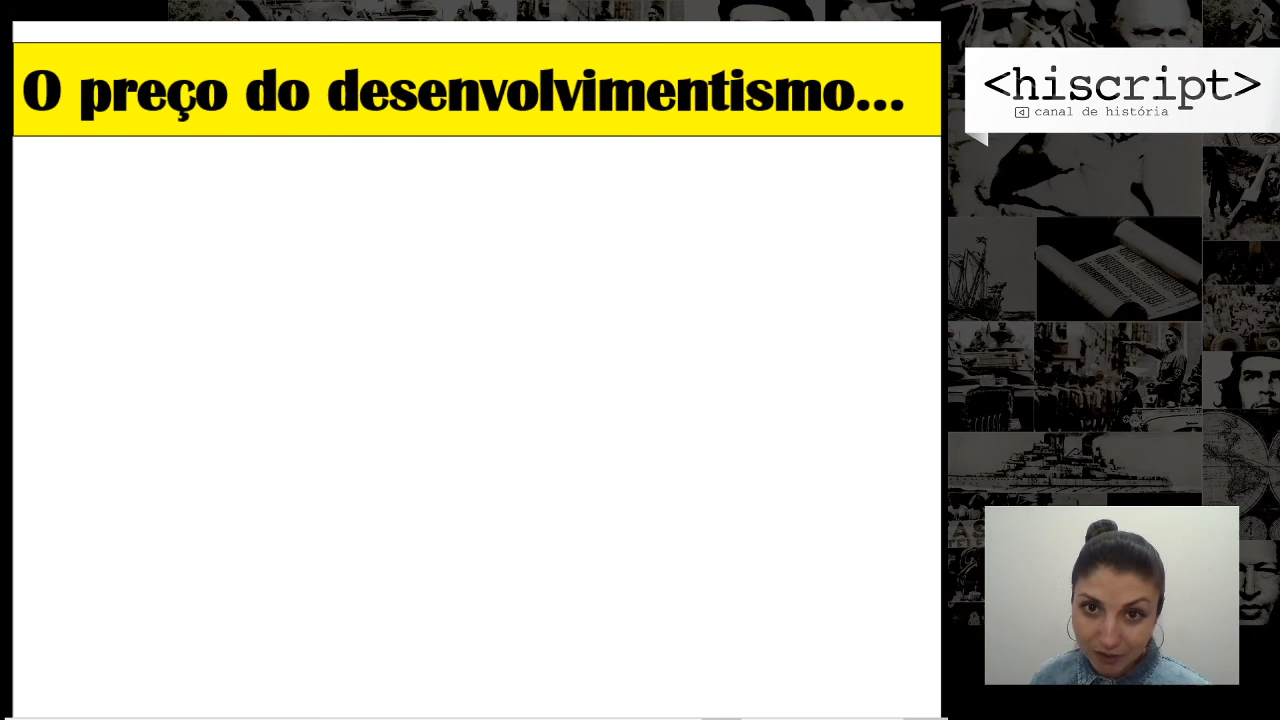 O preço do desenvolvimentismo...
<hiscript>
canal de história